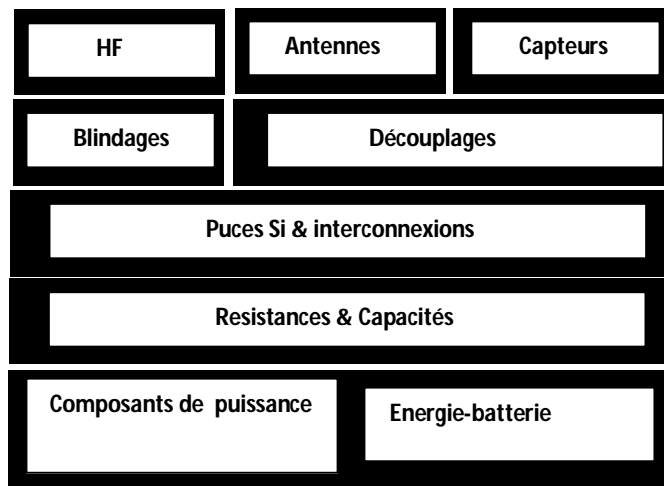 HF
Antennes
Capteurs
Blindages
Découplages
Puces Si & interconnexions
Resistances & Capacités
Composants de puissance
Energie-batterie